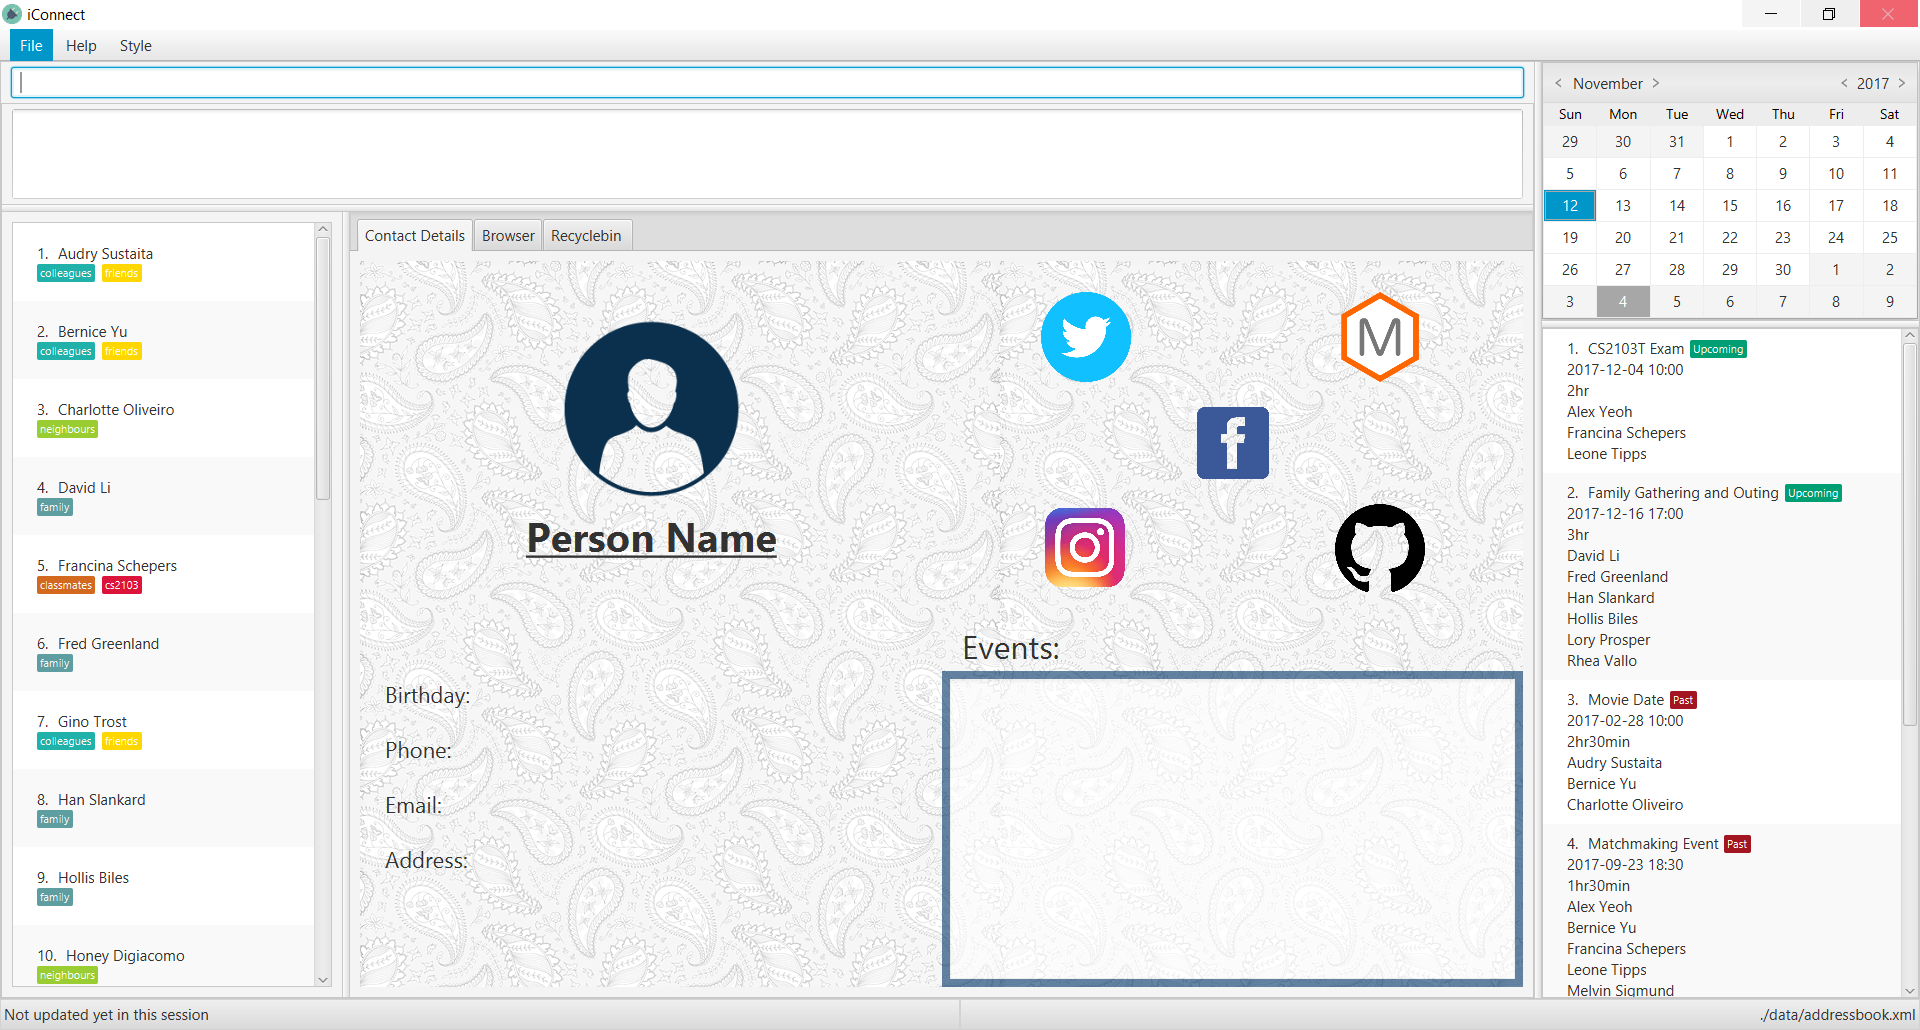 iConnect
File Help Style
< November > < 2017 >
Sun Mon Tue Wed Thu Fri Sat
29 30 31 1 2 3 4
5 6 7 8 9 10 11
12 13 14 15 16 17 18
19 20 21 22 23 24 25
26 27 28 29 30 1 2
3 4 5 6 7 8 9
1. Audry Sustaita
colleagues friends
2. Bernice Yu
colleagues friends
3. Charlotte Oliveiro
neighbours
4. David Li
family
5. Francina Schepers
classmates cs2103
6. Fred Greenland
family
7. Gino Trost
colleagues friends
8. Han Slankard
family
9. Hollis Biles
family
10. Honey Digiacomo
neighbours
Contact Details Browser Recyclebin
M
f
Person Name
Birthday:
Phone:
Email:
Address:
Events:
1. CS2103T Exam Upcoming
2017-12-04 10:00
2hr
Alex Yeoh
Francina Schepers
Leone Tipps
2. Family Gathering and Outing Upcoming
2017-12-16 17:00
3hr
David Li
Fred Greenland
Han Slankard
Hollis Biles
Lory Prosper
Rhea Vallo
3. Movie Date Past
2017-02-28 10:00
2hr30min
Audry Sustaita
Bernice Yu
Charlotte Oliveiro
4. Matchmaking Event Past
2017-09-23 18:30
1hr30min
Alex Yeoh
Bernice Yu
Francina Schepers
Leone Tipps
Melvin Sigmund
Not updated yet in this session
./data/addressbook.xml